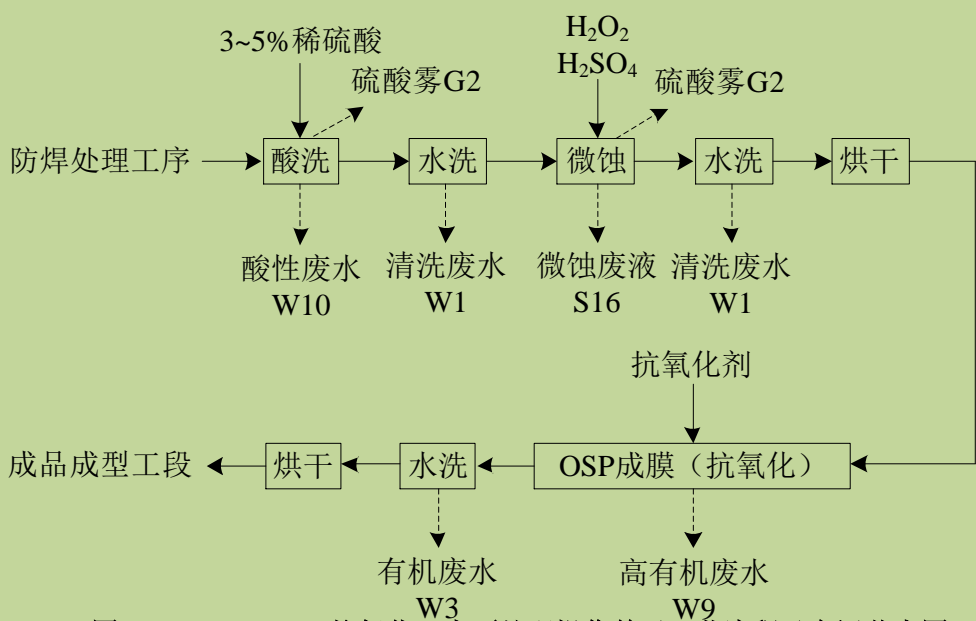 3~5%稀硫酸
硫酸雾G2
H₂O₂
H₂SO₄
硫酸雾G2
防焊处理工序
酸洗
水洗
微蚀
水洗
烘干
酸性废水
W10
清洗废水
W1
微蚀废液
S16
清洗废水
W1
抗氧化剂
成品成型工段
烘干
水洗
OSP成膜（抗氧化）
有机废水
W3
高有机废水
W9